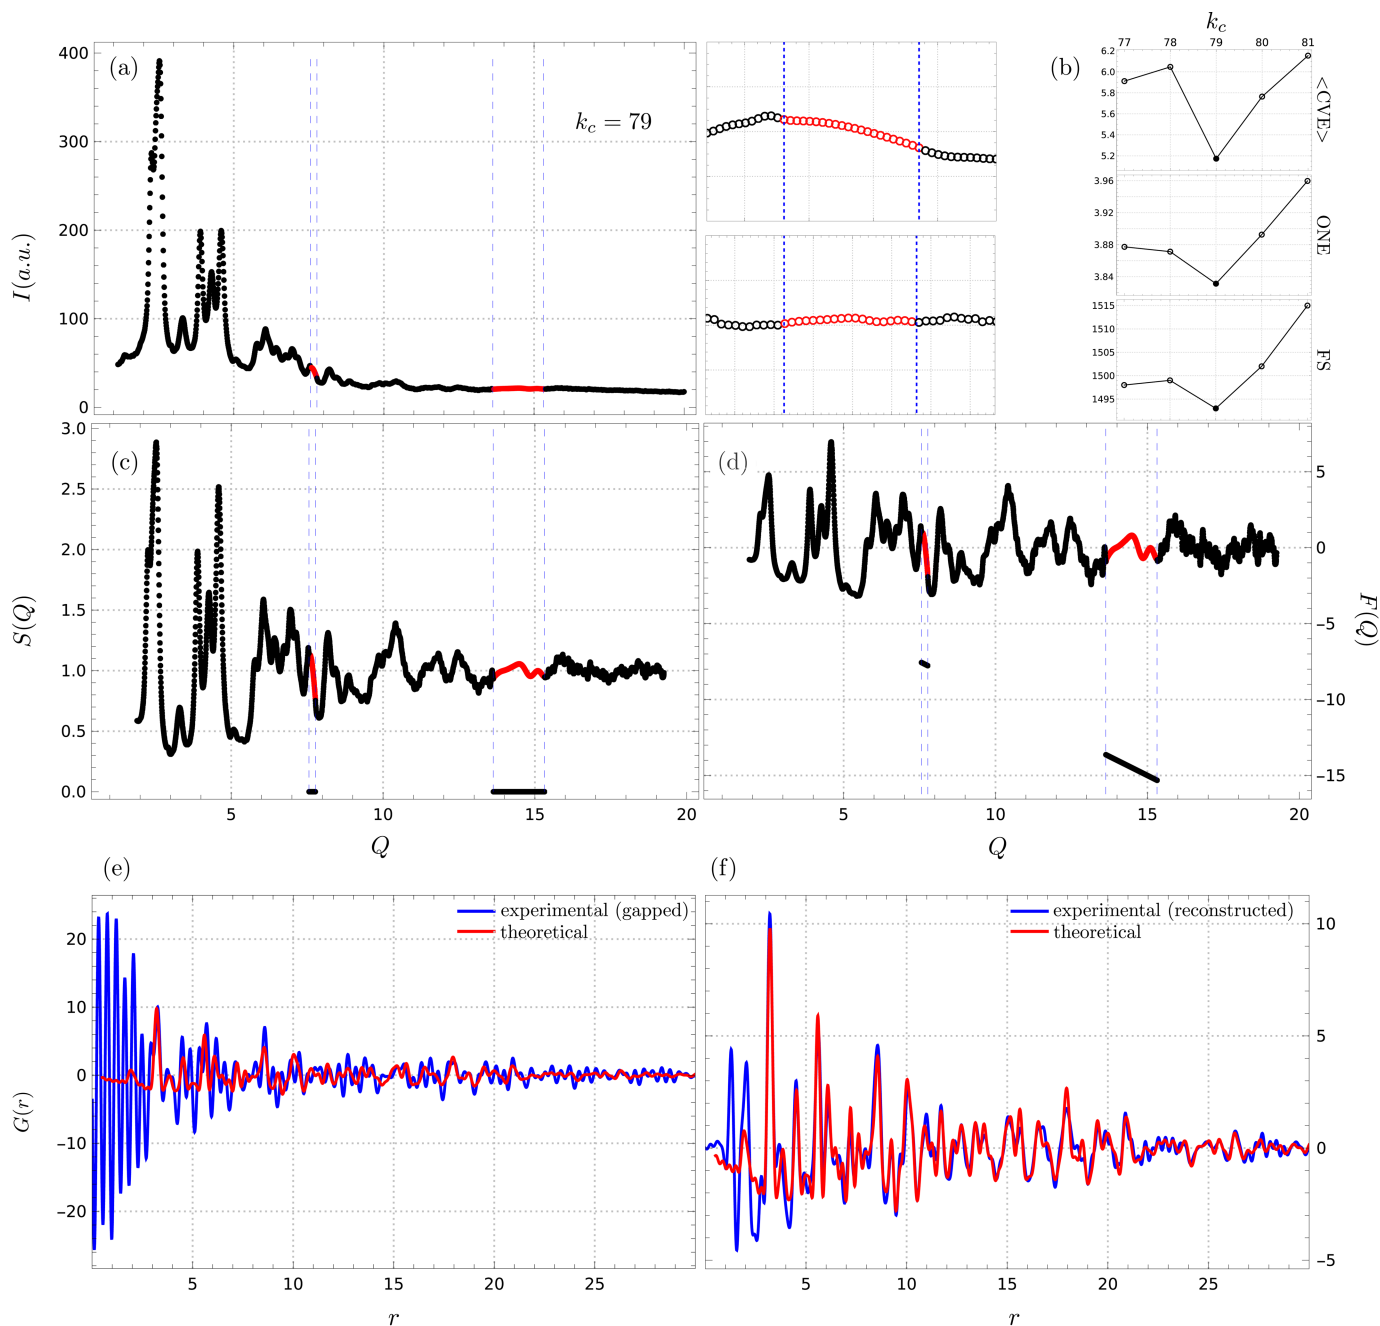 (a)
400
300
200
100
0
I(a.u.)
k_c = 79
(b)
k_c
77 78 79 80 81
6.2
6.0
5.8
5.6
5.4
5.2
<CVE>
3.96
3.92
3.88
3.84
ONE
1515
1510
1505
1500
1495
FS
(c)
3.0
2.5
2.0
1.5
1.0
0.5
0.0
S(Q)
5 10 15 20
Q
(d)
5
0
−5
−10
−15
F(Q)
5 10 15 20
Q
(e)
experimental (gapped)
theoretical
20
10
0
−10
−20
G(r)
5 10 15 20 25
r
(f)
experimental (reconstructed)
theoretical
10
5
0
−5
5 10 15 20 25
r